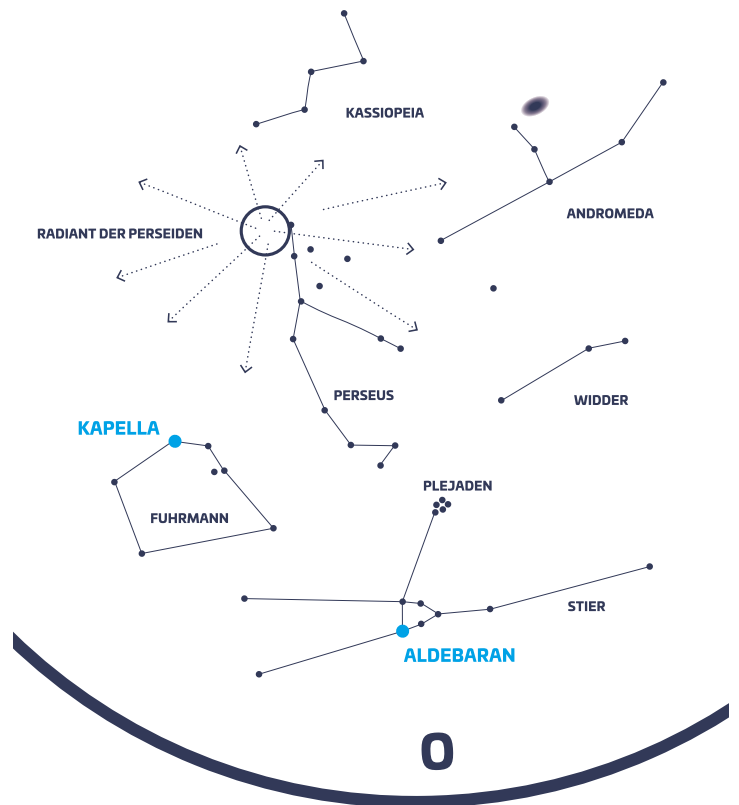 KASSIOPEIA
ANDROMEDA
RADIANT DER PERSEIDEN
PERSEUS
WIDDER
KAPELLA
PLEJADEN
FUHRMANN
STIER
ALDEBARAN
O